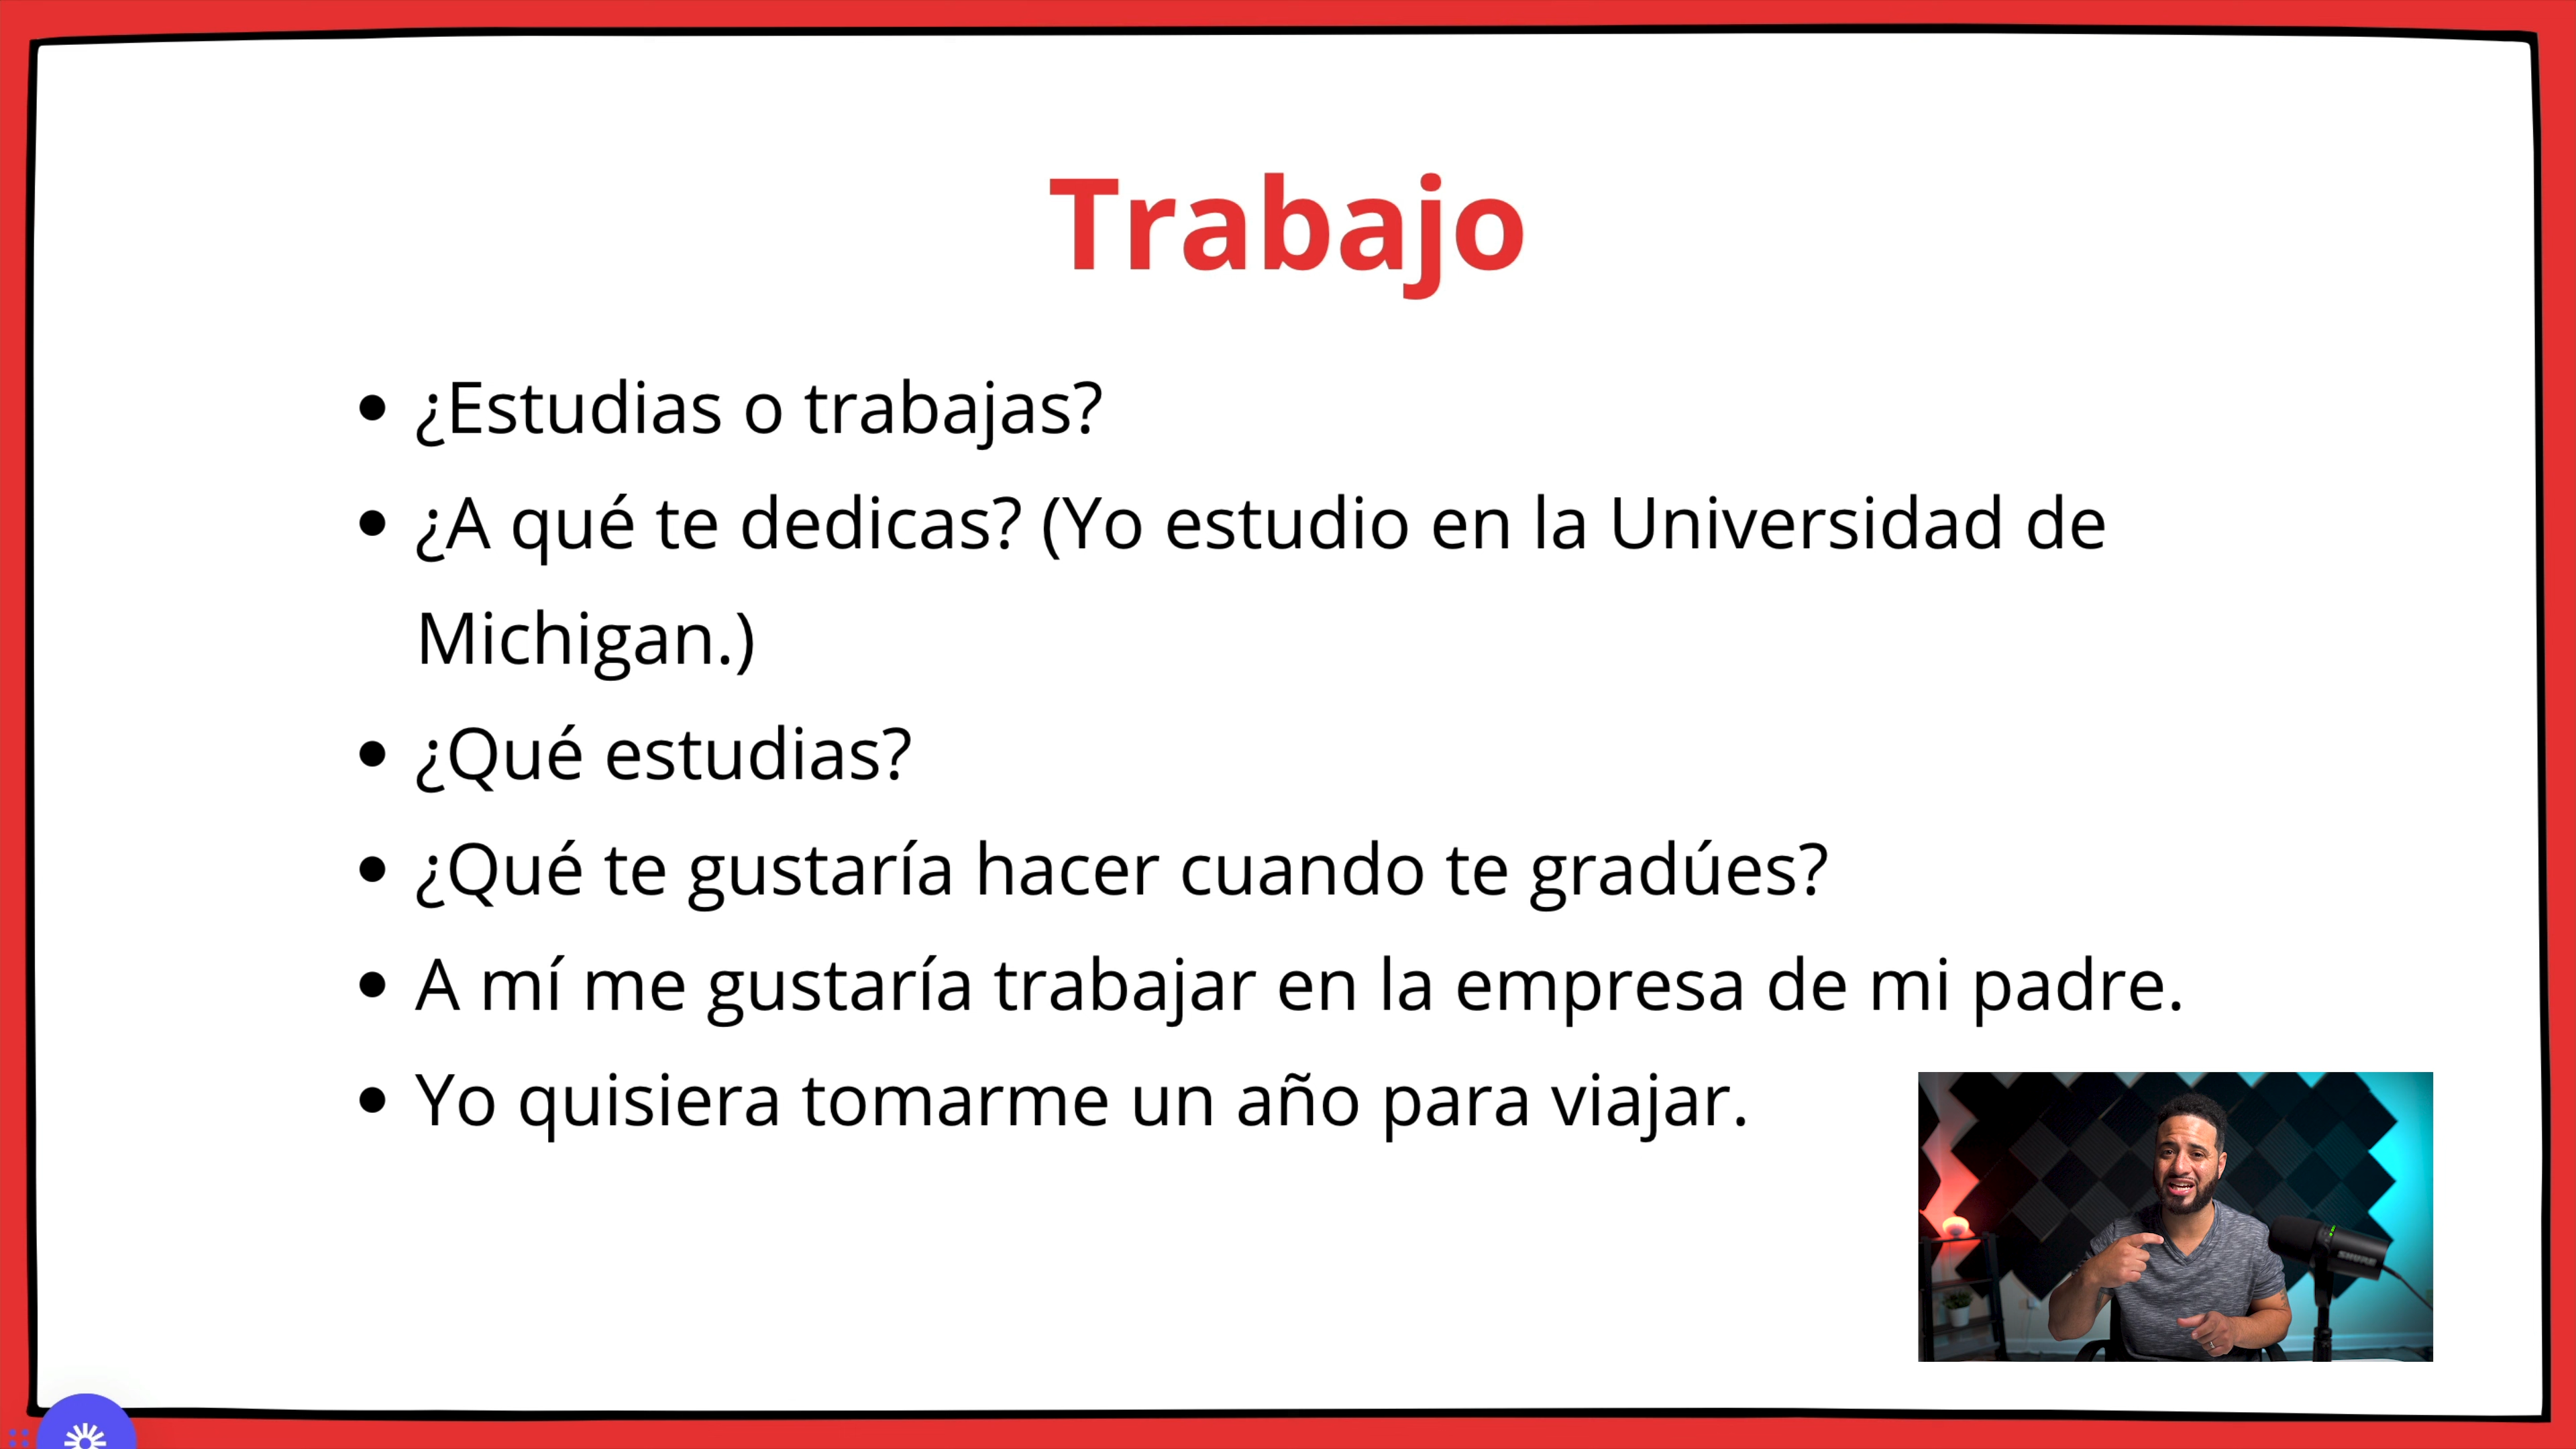 Trabajo
• ¿Estudias o trabajas?
• ¿A qué te dedicas? (Yo estudio en la Universidad de
Michigan.)
• ¿Qué estudias?
• ¿Qué te gustaría hacer cuando te gradúes?
• A mí me gustaría trabajar en la empresa de mi padre.
• Yo quisiera tomarme un año para viajar.
SHURE